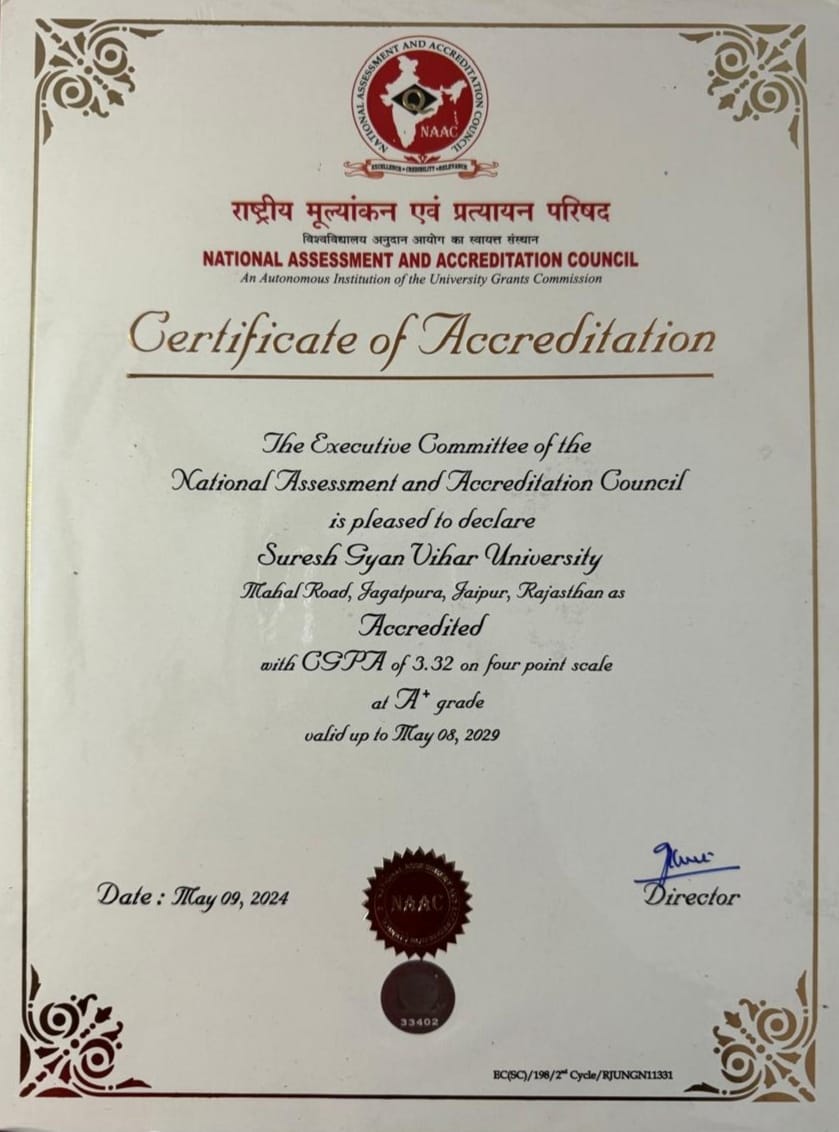 NATIONAL ASSESSMENT AND ACCREDITATION COUNCIL
Q
NAAC
EXCELLENCE • CREDIBILITY • RELEVANCE
राष्ट्रीय मूल्यांकन एवं प्रत्यायन परिषद
विश्वविद्यालय अनुदान आयोग का स्वायत्त संस्थान
NATIONAL ASSESSMENT AND ACCREDITATION COUNCIL
An Autonomous Institution of the University Grants Commission
Certificate of Accreditation
The Executive Committee of the
National Assessment and Accreditation Council
is pleased to declare
Suresh Gyan Vihar University
Mahal Road, Jagatpura, Jaipur, Rajasthan as
Accredited
with CGPA of 3.32 on four point scale
at A⁺ grade
valid up to May 08, 2029
Date : May 09, 2024
NAAC
Director
33402
EC(SC)/198/2ⁿᵈ Cycle/RJUNGN11331